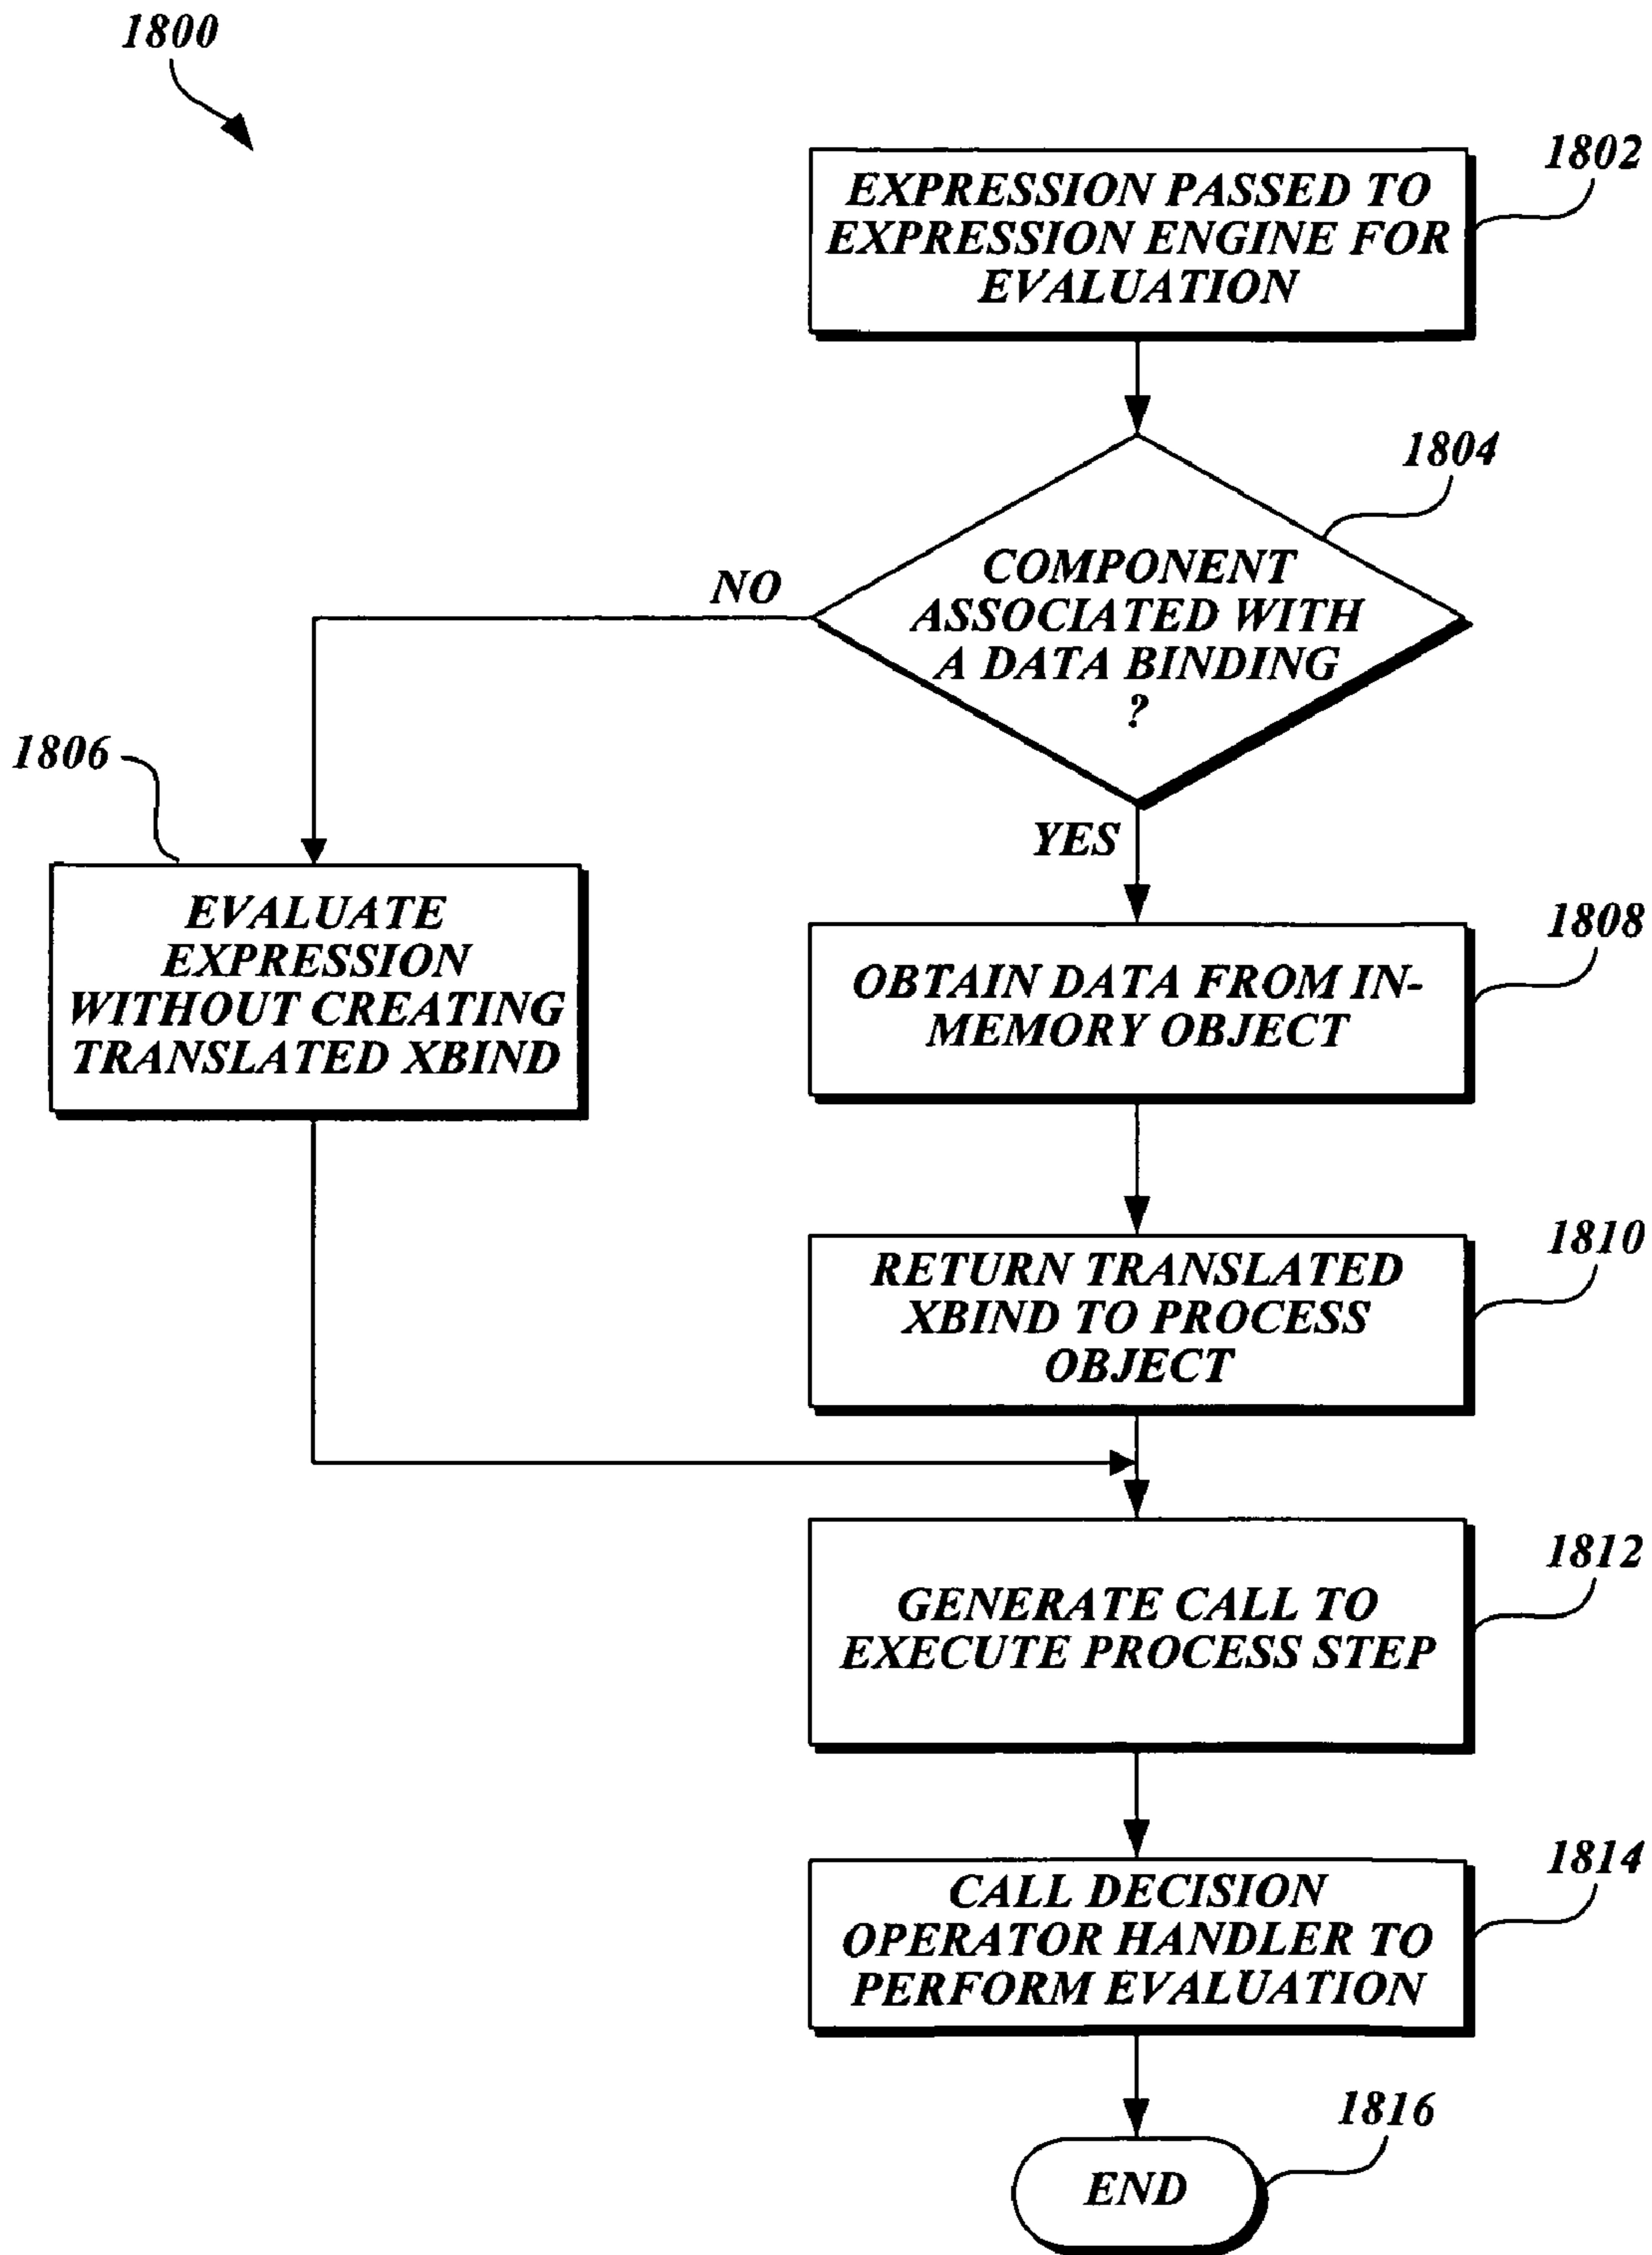 1800
1802
EXPRESSION PASSED TO
EXPRESSION ENGINE FOR
EVALUATION
1804
COMPONENT
ASSOCIATED WITH
A DATA BINDING
?
NO
YES
1806
EVALUATE
EXPRESSION
WITHOUT CREATING
TRANSLATED XBIND
1808
OBTAIN DATA FROM IN-
MEMORY OBJECT
1810
RETURN TRANSLATED
XBIND TO PROCESS
OBJECT
1812
GENERATE CALL TO
EXECUTE PROCESS STEP
1814
CALL DECISION
OPERATOR HANDLER TO
PERFORM EVALUATION
1816
END